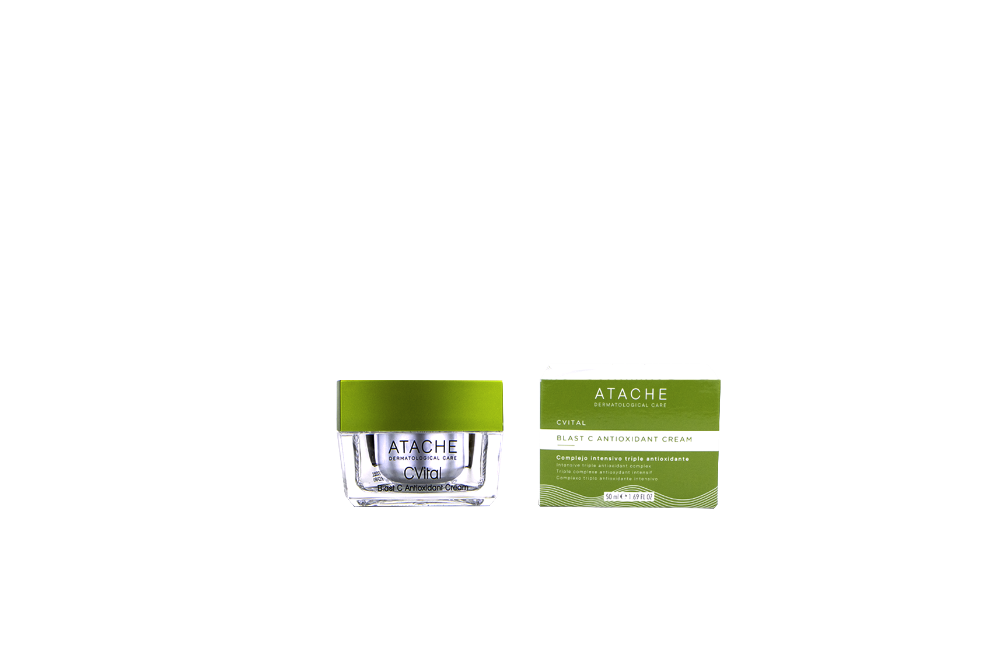 ATACHE
DERMATOLOGICAL CARE
CVital
Blast C Antioxidant Cream
ATACHE
DERMATOLOGICAL CARE
CVITAL
BLAST C ANTIOXIDANT CREAM
Complejo intensivo triple antioxidante
Intensive triple antioxidant complex
Triple complexe antioxydant intensif
Complexo triplo antioxidante intensivo
50 ml ℮ 1.69 FL OZ